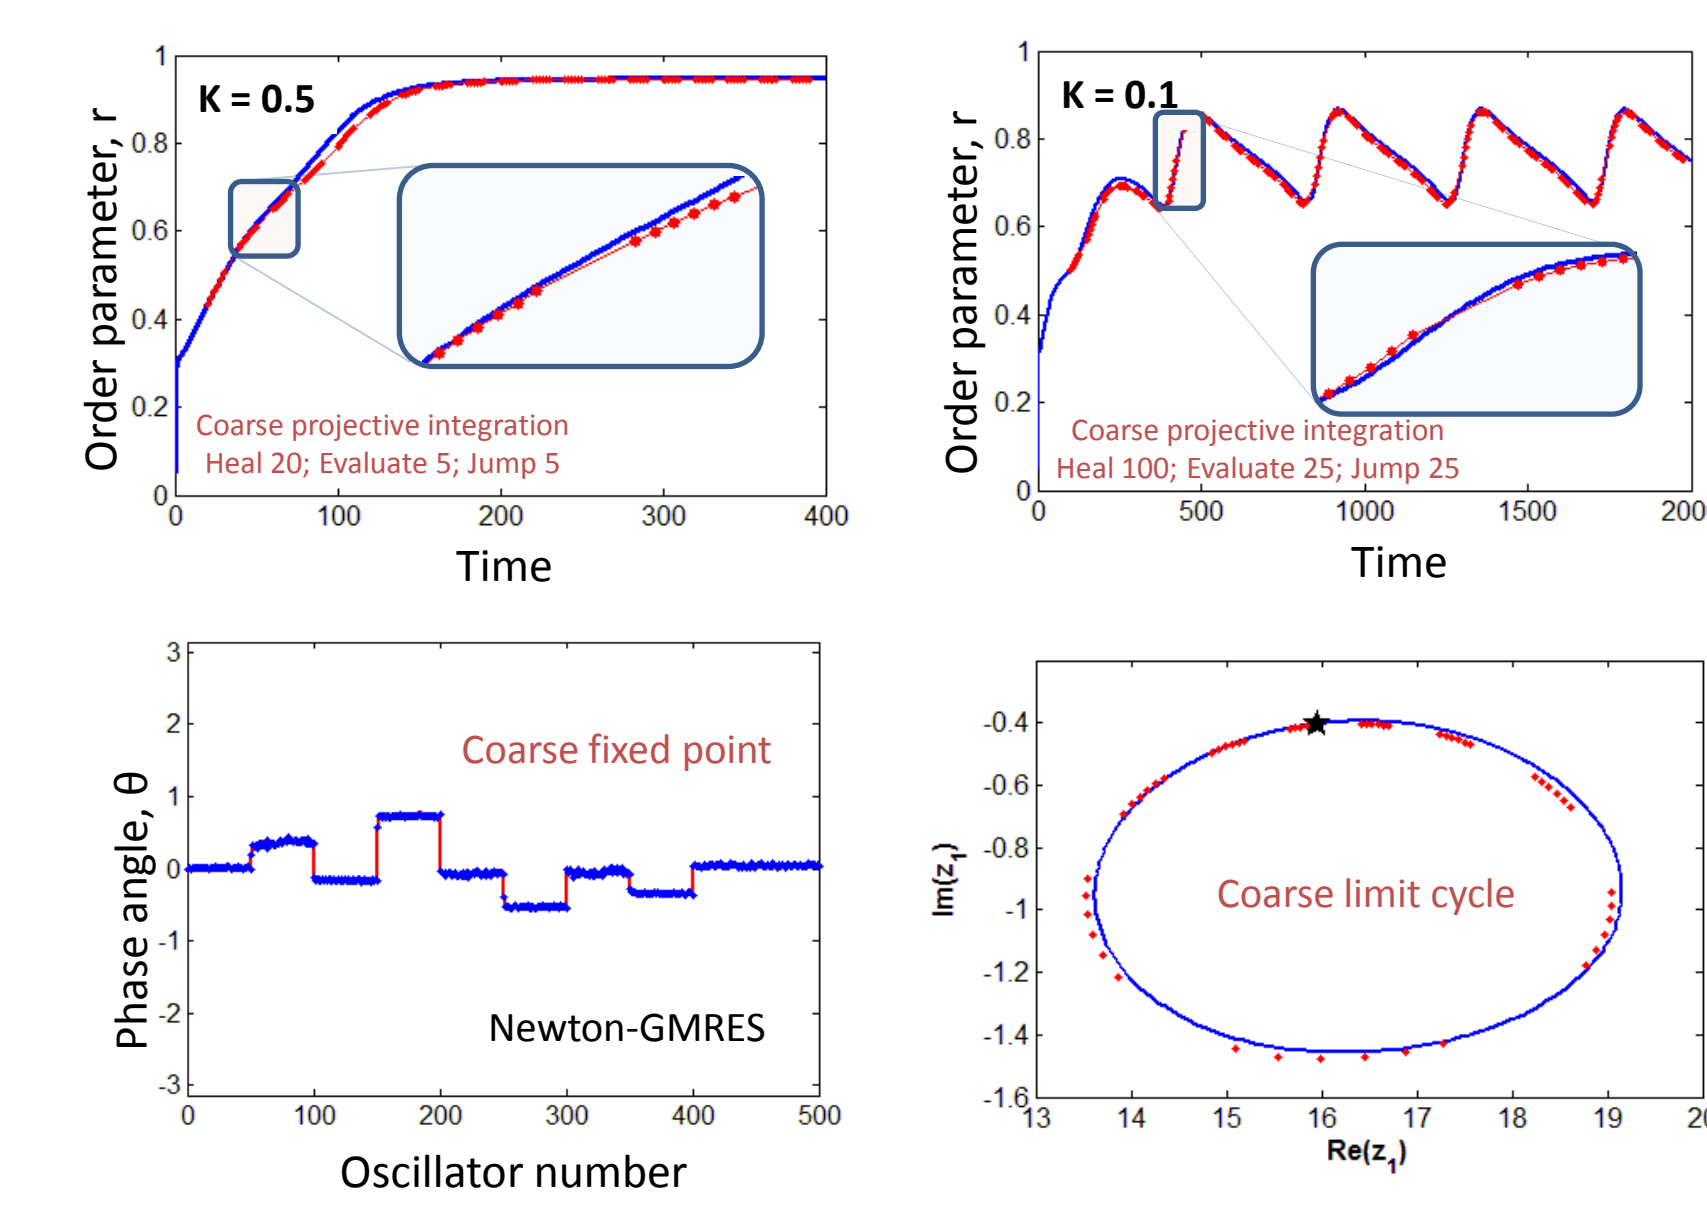 K = 0.5
Order parameter, r
1
0.8
0.6
0.4
0.2
0
Coarse projective integration
Heal 20; Evaluate 5; Jump 5
0 100 200 300 400
Time
K = 0.1
Order parameter, r
1
0.8
0.6
0.4
0.2
0
Coarse projective integration
Heal 100; Evaluate 25; Jump 25
0 500 1000 1500 200
Time
Phase angle, θ
3
2
1
0
-1
-2
-3
Coarse fixed point
Newton-GMRES
0 100 200 300 400 500
Oscillator number
Im(z1)
-0.4
-0.6
-0.8
-1
-1.2
-1.4
-1.6
Coarse limit cycle
13 14 15 16 17 18 19 20
Re(z1)